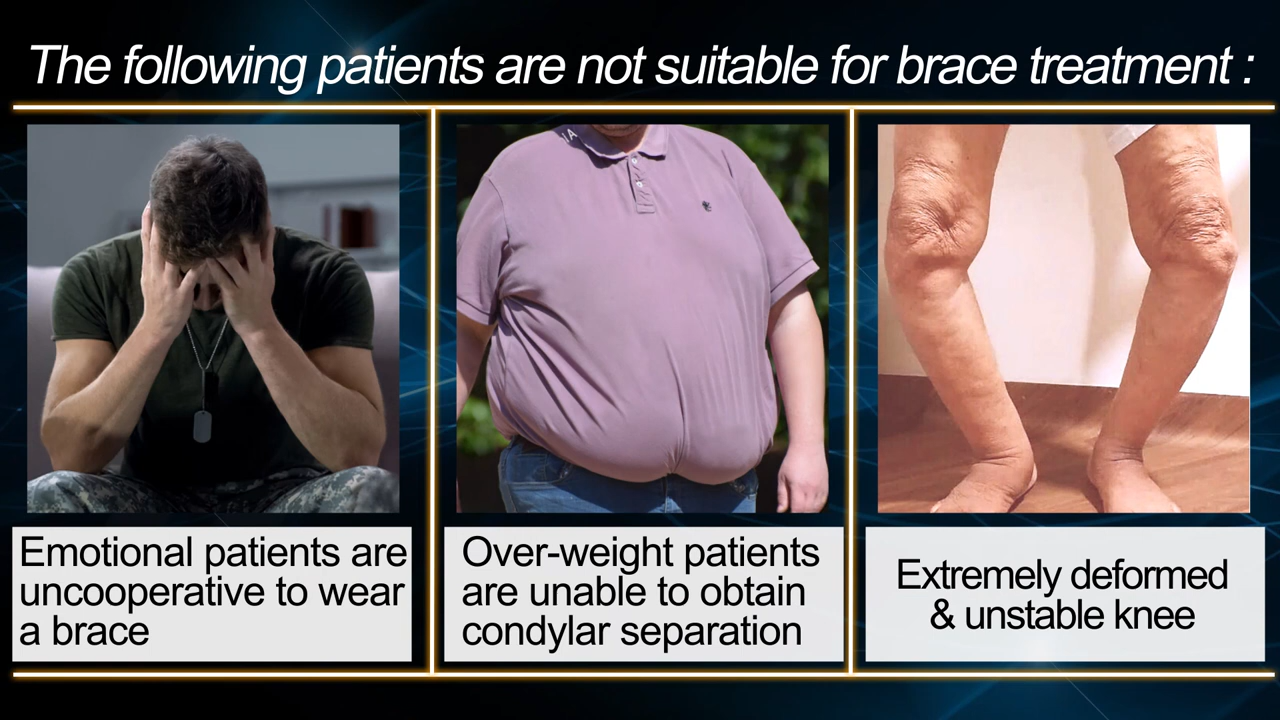 The following patients are not suitable for brace treatment :
Emotional patients are
uncooperative to wear
a brace
Over-weight patients
are unable to obtain
condylar separation
Extremely deformed
& unstable knee